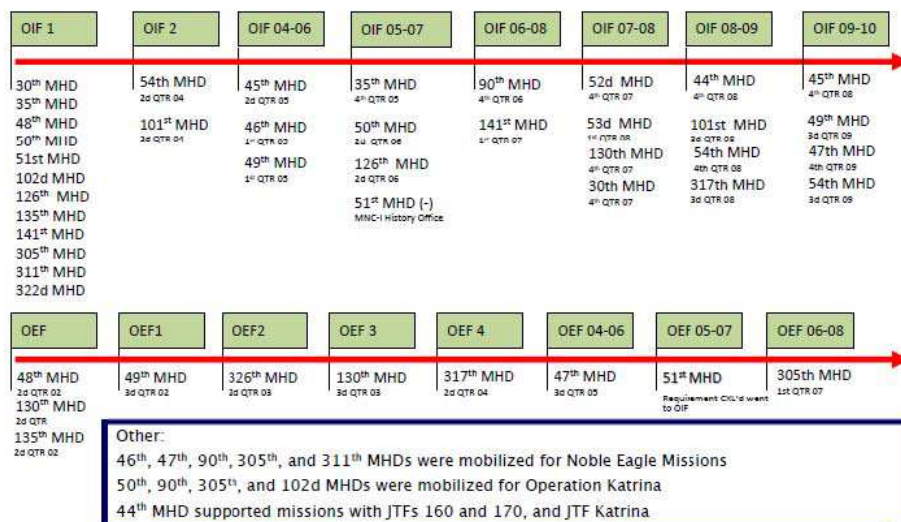 OIF 1 OIF 2 OIF 04-06 OIF 05-07 OIF 06-08 OIF 07-08 OIF 08-09 OIF 09-10
30th MHD
35th MHD
48th MHD
50th MHD
51st MHD
102d MHD
126th MHD
135th MHD
141st MHD
305th MHD
311th MHD
322d MHD
54th MHD
2d QTR 04
101st MHD
QTR 04
45th MHD
2d QTR 05
46th MHD
1st QTR
49th MHD
1st QTR 05
35th MHD
4th QTR 05
50th MHD
QTR 06
126th MHD
2d QTR 06
51st MHD (-)
MNC-I History Office
90th MHD
4th QTR 06
141st MHD
1st QTR 07
52d MHD
4th QTR 07
53d MHD
1st QTR 08
130th MHD
4th QTR 07
30th MHD
4th QTR 07
44th MHD
4th QTR 08
101st MHD
QTR 08
54th MHD
4th QTR 08
317th MHD
3d QTR 08
45th MHD
4th QTR 08
49th MHD
3d QTR 09
47th MHD
4th QTR 09
54th MHD
3d QTR 09
OEF OEF1 OEF2 OEF 3 OEF 4 OEF 04-06 OEF 05-07 OEF 06-08
48th MHD
2d QTR 02
130th MHD
2d QTR
135th MHD
2d QTR 02
49th MHD
3d QTR 02
326th MHD
2d QTR 03
130th MHD
3d QTR 03
317th MHD
2d QTR 04
47th MHD
3d QTR 05
51st MHD
Requirement CXL'd went
to OIF
305th MHD
1st QTR 07
Other:
46th, 47th, 90th, 305th, and 311th MHDs were mobilized for Noble Eagle Missions
50th, 90th, 305th, and 102d MHDs were mobilized for Operation Katrina
44th MHD supported missions with JTFs 160 and 170, and JTF Katrina